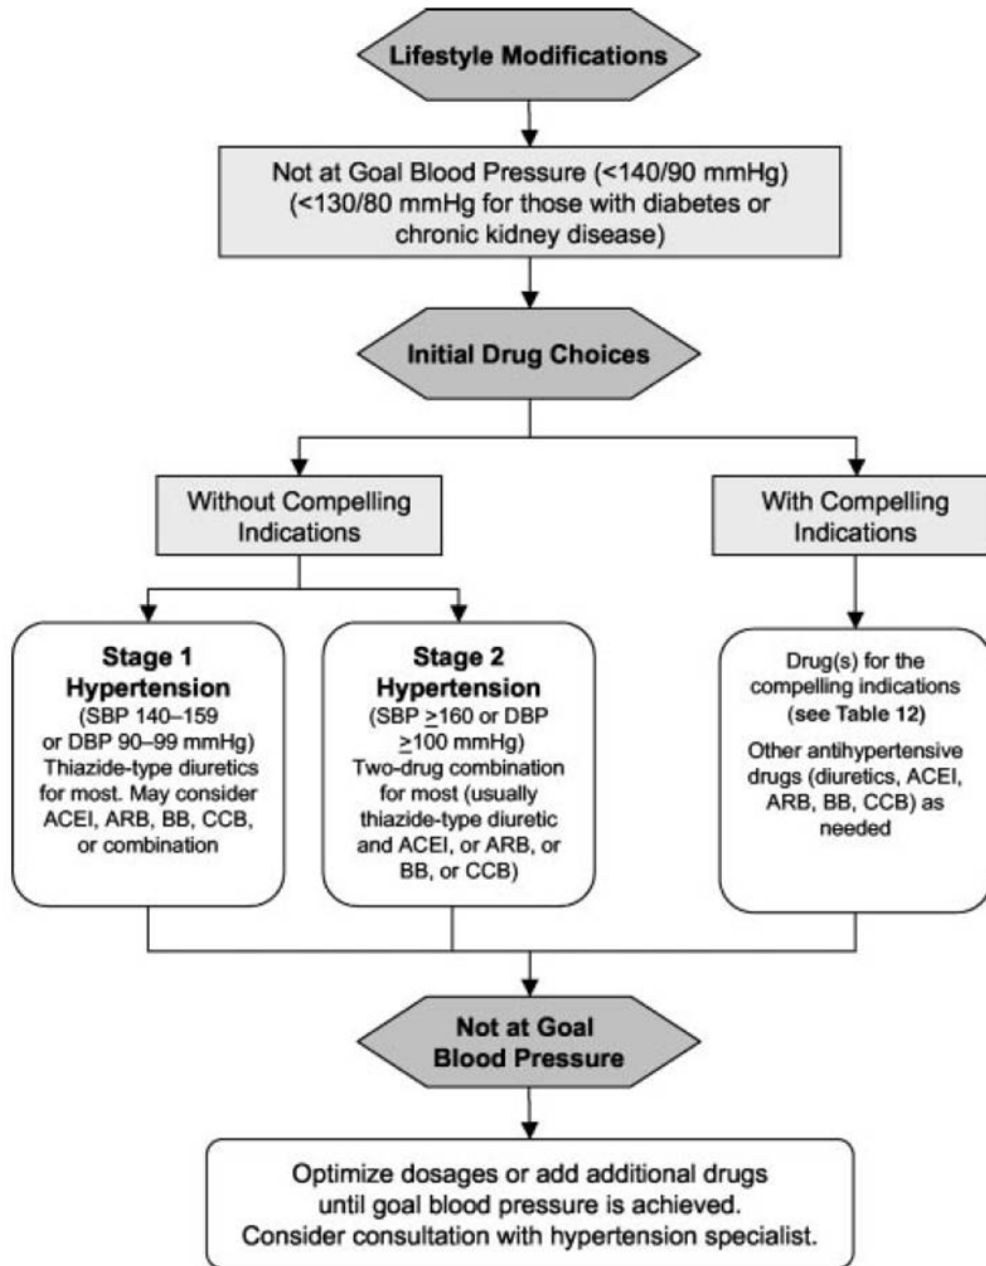 Lifestyle Modifications
Not at Goal Blood Pressure (<140/90 mmHg)
(<130/80 mmHg for those with diabetes or
chronic kidney disease)
Initial Drug Choices
Without Compelling
Indications
With Compelling
Indications
Stage 1
Hypertension
(SBP 140–159
or DBP 90–99 mmHg)
Thiazide-type diuretics
for most. May consider
ACEI, ARB, BB, CCB,
or combination
Stage 2
Hypertension
(SBP ≥160 or DBP
≥100 mmHg)
Two-drug combination
for most (usually
thiazide-type diuretic
and ACEI, or ARB, or
BB, or CCB)
Drug(s) for the
compelling indications
(see Table 12)
Other antihypertensive
drugs (diuretics, ACEI,
ARB, BB, CCB) as
needed
Not at Goal
Blood Pressure
Optimize dosages or add additional drugs
until goal blood pressure is achieved.
Consider consultation with hypertension specialist.